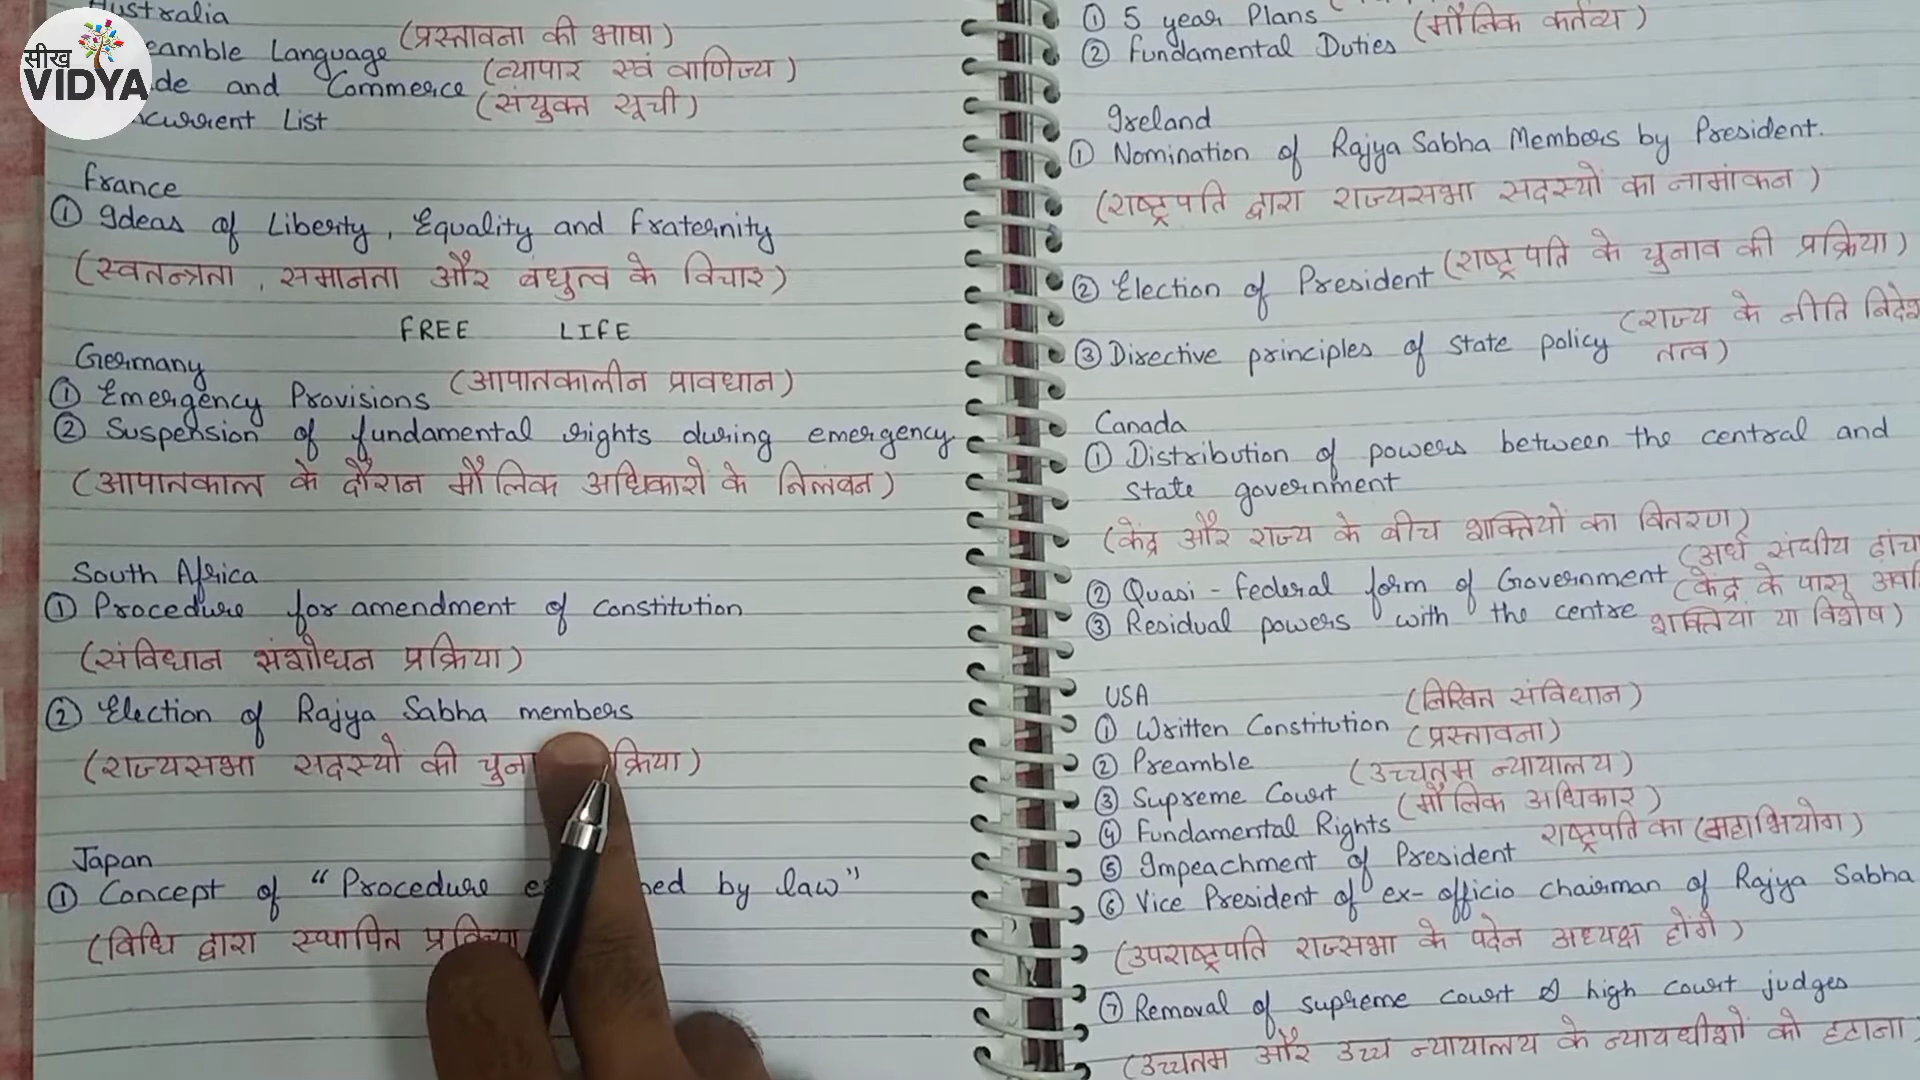 सीख
VIDYA
Australia
eamble Language (प्रस्तावना की भाषा)
de and Commerce (व्यापार एवं वाणिज्य)
current List (संयुक्त सूची)
France
① Ideas of Liberty, Equality and Fraternity
(स्वतन्त्रता, समानता और बंधुत्व के विचार)
FREE LIFE
Germany
① Emergency Provisions (आपातकालीन प्रावधान)
② Suspension of fundamental rights during emergency
(आपातकाल के दौरान मौलिक अधिकारो के निलंबन)
South Africa
① Procedure for amendment of constitution
(संविधान संशोधन प्रक्रिया)
② Election of Rajya Sabha members
(राज्यसभा सदस्यों की चुना क्रिया)
Japan
① Concept of "Procedure e hed by law"
(विधि द्वारा स्थापित प्रक्रिया
① 5 year Plans
② Fundamental Duties (मौलिक कर्तव्य)
Ireland
① Nomination of Rajya Sabha Members by President.
(राष्ट्रपति द्वारा राज्यसभा सदस्यों का नामांकन)
② Election of President (राष्ट्रपति के चुनाव की प्रक्रिया)
③ Directive principles of state policy (राज्य के नीति निदेश
तत्व)
Canada
① Distribution of powers between the central and
state government
(केंद्र और राज्य के बीच शक्तियों का वितरण)
② Quasi-federal form of Government (अर्ध संघीय ढांचा
③ Residual powers with the centre (केंद्र के पास अव
शक्तियां या विशेष)
USA
① Written Constitution (लिखित संविधान)
② Preamble (प्रस्तावना)
③ Supreme Court (उच्चतम न्यायालय)
④ Fundamental Rights (मौलिक अधिकार)
⑤ Impeachment of President राष्ट्रपति का (महाभियोग)
⑥ Vice President of ex-officio chairman of Rajya Sabha
(उपराष्ट्रपति राज्सभा के पदेन अध्यक्ष होंगे)
⑦ Removal of supreme court & high court judges
(उच्चतम और उच्च न्यायालय के न्यायधीशों को हटाना